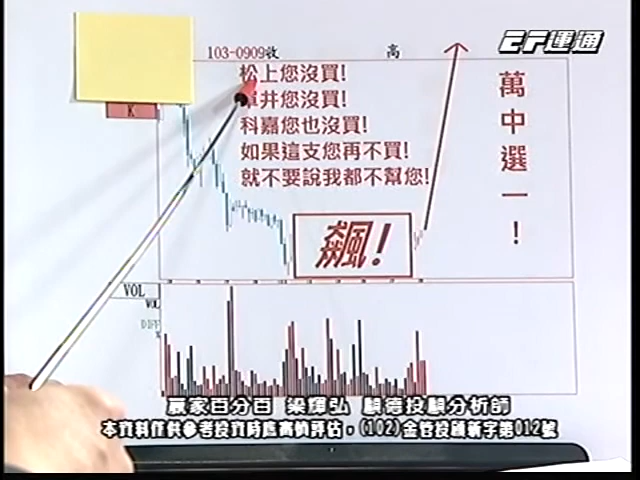 103-0909收
高
EF運通
松上您沒買!
井您沒買!
科嘉您也沒買!
如果這支您再不買!
就不要說我都不幫您!
萬中選一!
飆!
K
VOL
VOL
DIFF
贏家百分百 梁輝弘 顧德投顧分析師
本資料僅供參考投資時應審慎評估，(102)金管投顧新字第012號